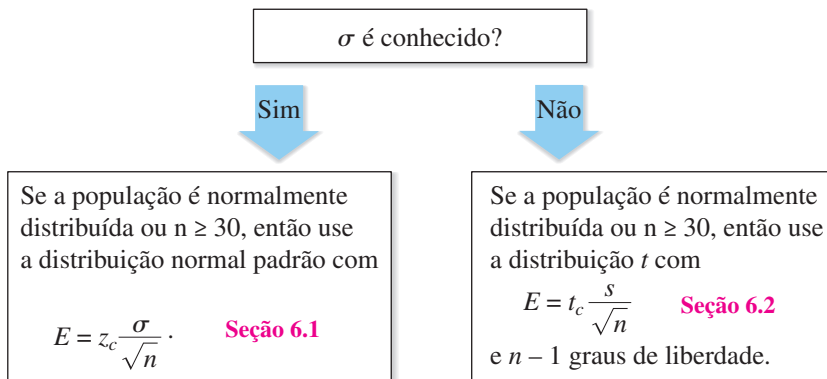 σ é conhecido?
Sim
Não
Se a população é normalmente
distribuída ou n ≥ 30, então use
a distribuição normal padrão com
E = z_c σ/√n . Seção 6.1
Se a população é normalmente
distribuída ou n ≥ 30, então use
a distribuição t com
E = t_c s/√n Seção 6.2
e n – 1 graus de liberdade.